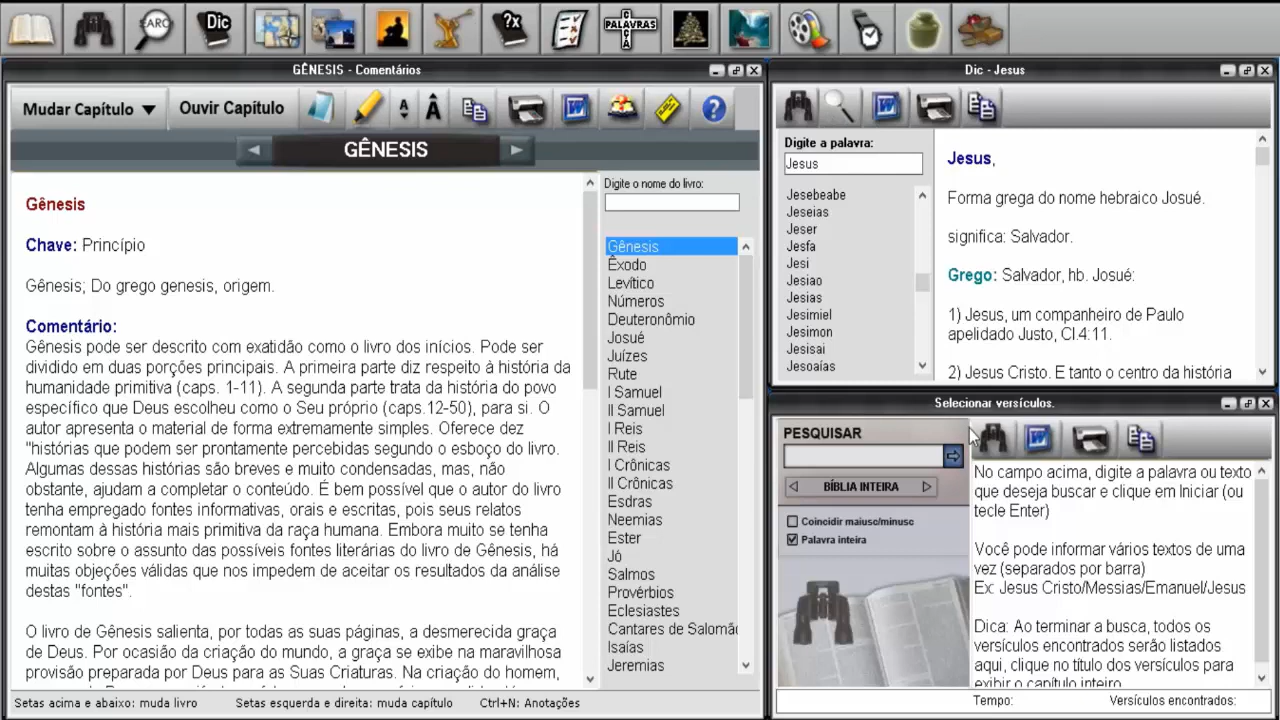 ARC
Dic
?x
PALAVRAS
CAÇA
GÊNESIS - Comentários
Mudar Capítulo
Ouvir Capítulo
A
Â
W
?
GÊNESIS
Gênesis
Chave: Princípio
Gênesis; Do grego genesis, origem.
Comentário:
Gênesis pode ser descrito com exatidão como o livro dos inícios. Pode ser
dividido em duas porções principais. A primeira parte diz respeito à história da
humanidade primitiva (caps. 1-11). A segunda parte trata da história do povo
específico que Deus escolheu como o Seu próprio (caps.12-50), para si. O
autor apresenta o material de forma extremamente simples. Oferece dez
"histórias que podem ser prontamente percebidas segundo o esboço do livro.
Algumas dessas histórias são breves e muito condensadas, mas, não
obstante, ajudam a completar o conteúdo. É bem possível que o autor do livro
tenha empregado fontes informativas, orais e escritas, pois seus relatos
remontam à história mais primitiva da raça humana. Embora muito se tenha
escrito sobre o assunto das possíveis fontes literárias do livro de Gênesis, há
muitas objeções válidas que nos impedem de aceitar os resultados da análise
destas "fontes".
O livro de Gênesis salienta, por todas as suas páginas, a desmerecida graça
de Deus. Por ocasião da criação do mundo, a graça se exibe na maravilhosa
provisão preparada por Deus para as Suas Criaturas. Na criação do homem,
Digite o nome do livro:
Gênesis
Êxodo
Levítico
Números
Deuteronômio
Josué
Juízes
Rute
I Samuel
II Samuel
I Reis
II Reis
I Crônicas
II Crônicas
Esdras
Neemias
Ester
Jó
Salmos
Provérbios
Eclesiastes
Cantares de Salomão
Isaías
Jeremias
Setas acima e abaixo: muda livro
Setas esquerda e direita: muda capítulo
Ctrl+N: Anotações
Dic - Jesus
W
Digite a palavra:
Jesus
Jesebeabe
Jeseias
Jeser
Jesfa
Jesi
Jesiao
Jesias
Jesimiel
Jesimon
Jesisai
Jesoaías
Jesus,
Forma grega do nome hebraico Josué.
significa: Salvador.
Grego: Salvador, hb. Josué:
1) Jesus, um companheiro de Paulo
apelidado Justo, Cl.4:11.
2) Jesus Cristo. E tanto o centro da história
Selecionar versículos.
PESQUISAR
W
BÍBLIA INTEIRA
Coincidir maiusc/minusc
Palavra inteira
No campo acima, digite a palavra ou texto
que deseja buscar e clique em Iniciar (ou
tecle Enter)
Você pode informar vários textos de uma
vez (separados por barra)
Ex: Jesus Cristo/Messias/Emanuel/Jesus
Dica: Ao terminar a busca, todos os
versículos encontrados serão listados
aqui, clique no título dos versículos para
exibir o capítulo inteiro
Tempo:
Versículos encontrados: